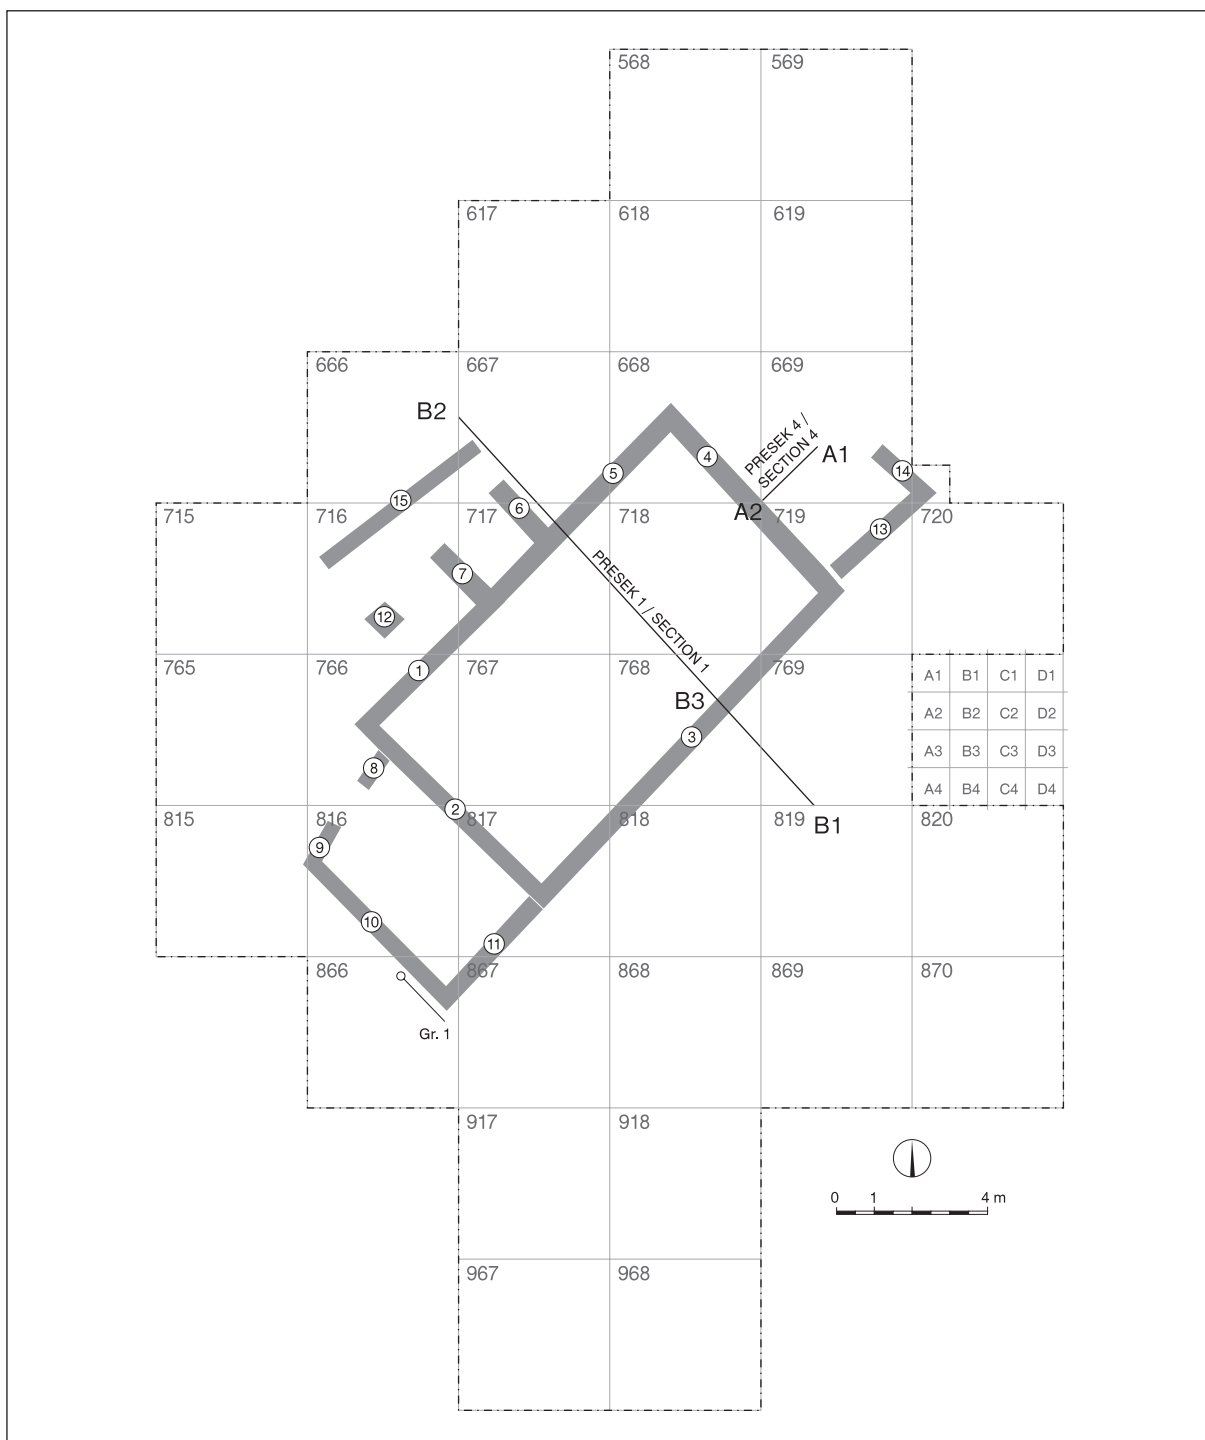 568 569
617 618 619
666 667 668 669
B2
PRESEK 4 /
SECTION 4
A1
4
5
14
15
6
A2
715 716 717 718 719 720
13
7
PRESEK 1 / SECTION 1
12
765 766 767 768 769
1
A1 B1 C1 D1
B3
A2 B2 C2 D2
3
A3 B3 C3 D3
8
A4 B4 C4 D4
2
815 816 817 818 819 820
B1
9
10
11
866 867 868 869 870
Gr. 1
917 918
0 1 4 m
967 968